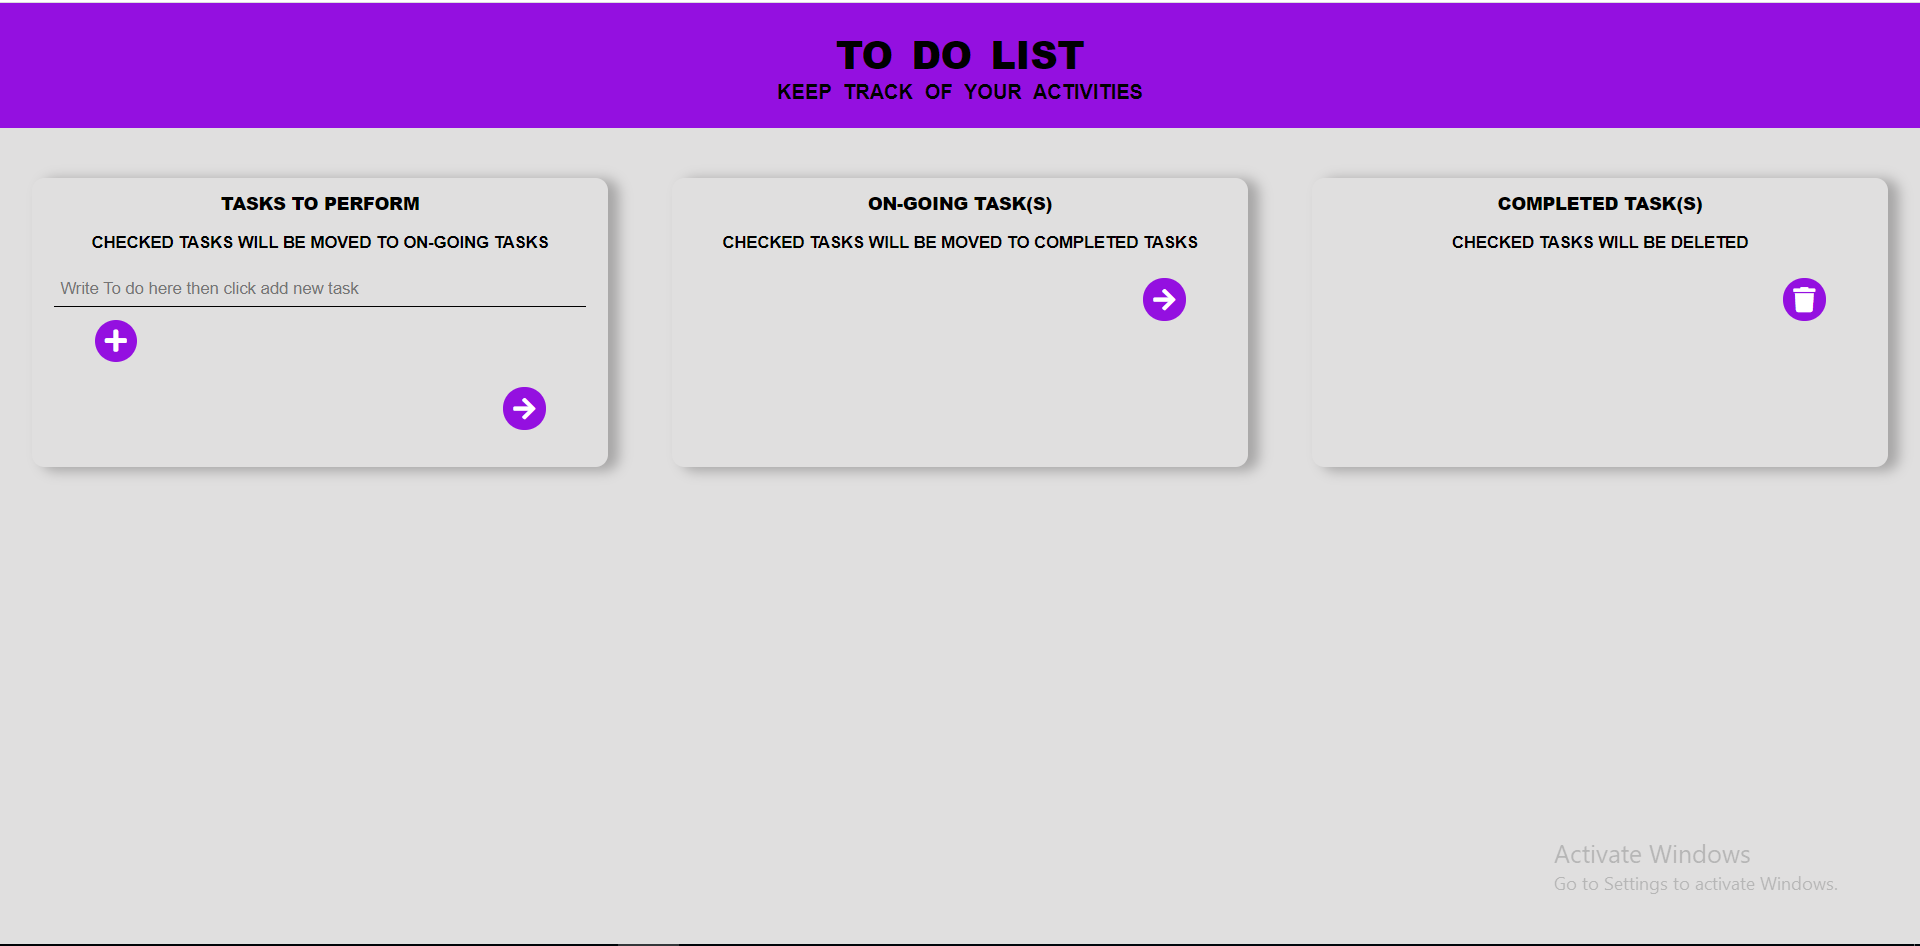 TO DO LIST
KEEP TRACK OF YOUR ACTIVITIES
TASKS TO PERFORM
CHECKED TASKS WILL BE MOVED TO ON-GOING TASKS
Write To do here then click add new task
ON-GOING TASK(S)
CHECKED TASKS WILL BE MOVED TO COMPLETED TASKS
COMPLETED TASK(S)
CHECKED TASKS WILL BE DELETED
Activate Windows
Go to Settings to activate Windows.